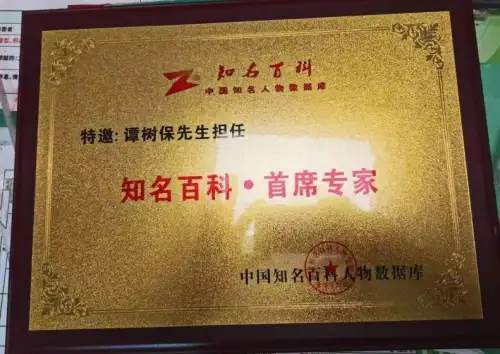 知名百科
中国知名人物数据库
特邀:谭树保先生担任
知名百科·首席专家
中国知名百科人物数据库